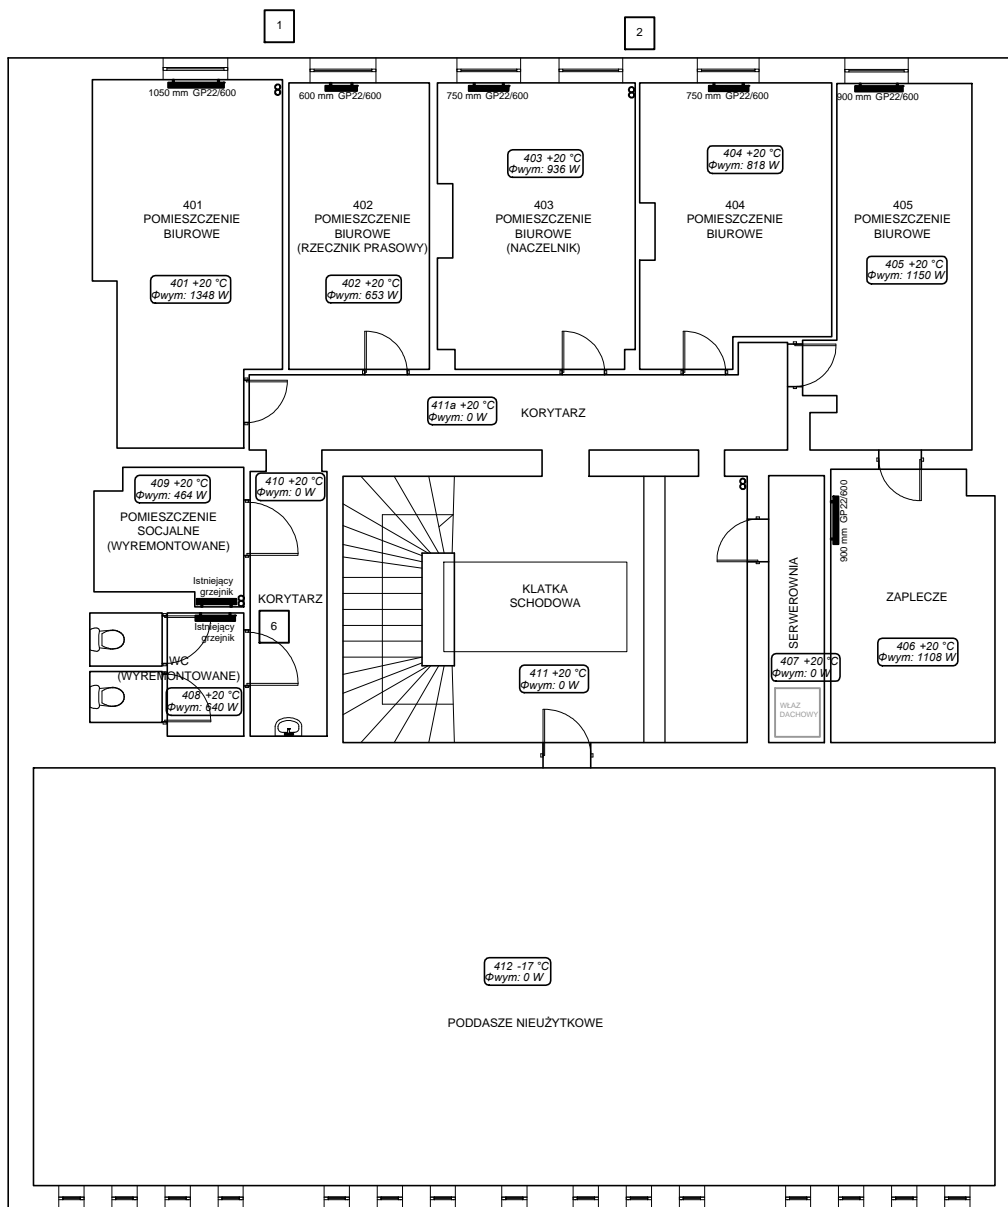 1
2
1050 mm  GP22/600
600 mm  GP22/600
750 mm  GP22/600
750 mm  GP22/600
900 mm  GP22/600
403 +20 °C
Φwym: 936 W
404 +20 °C
Φwym: 818 W
401
POMIESZCZENIE
BIUROWE
402
POMIESZCZENIE
BIUROWE
(RZECZNIK PRASOWY)
403
POMIESZCZENIE
BIUROWE
(NACZELNIK)
404
POMIESZCZENIE
BIUROWE
405
POMIESZCZENIE
BIUROWE
401 +20 °C
Φwym: 1348 W
402 +20 °C
Φwym: 653 W
405 +20 °C
Φwym: 1150 W
411a +20 °C
Φwym: 0 W
KORYTARZ
409 +20 °C
Φwym: 464 W
POMIESZCZENIE
SOCJALNE
(WYREMONTOWANE)
Istniejący
grzejnik
410 +20 °C
Φwym: 0 W
KORYTARZ
6
Istniejący
grzejnik
WC
(WYREMONTOWANE)
408 +20 °C
Φwym: 640 W
KLATKA
SCHODOWA
411 +20 °C
Φwym: 0 W
SERWEROWNIA
407 +20 °C
Φwym: 0 W
WŁAZ
DACHOWY
900 mm  GP22/600
ZAPLECZE
406 +20 °C
Φwym: 1108 W
412 -17 °C
Φwym: 0 W
PODDASZE NIEUŻYTKOWE